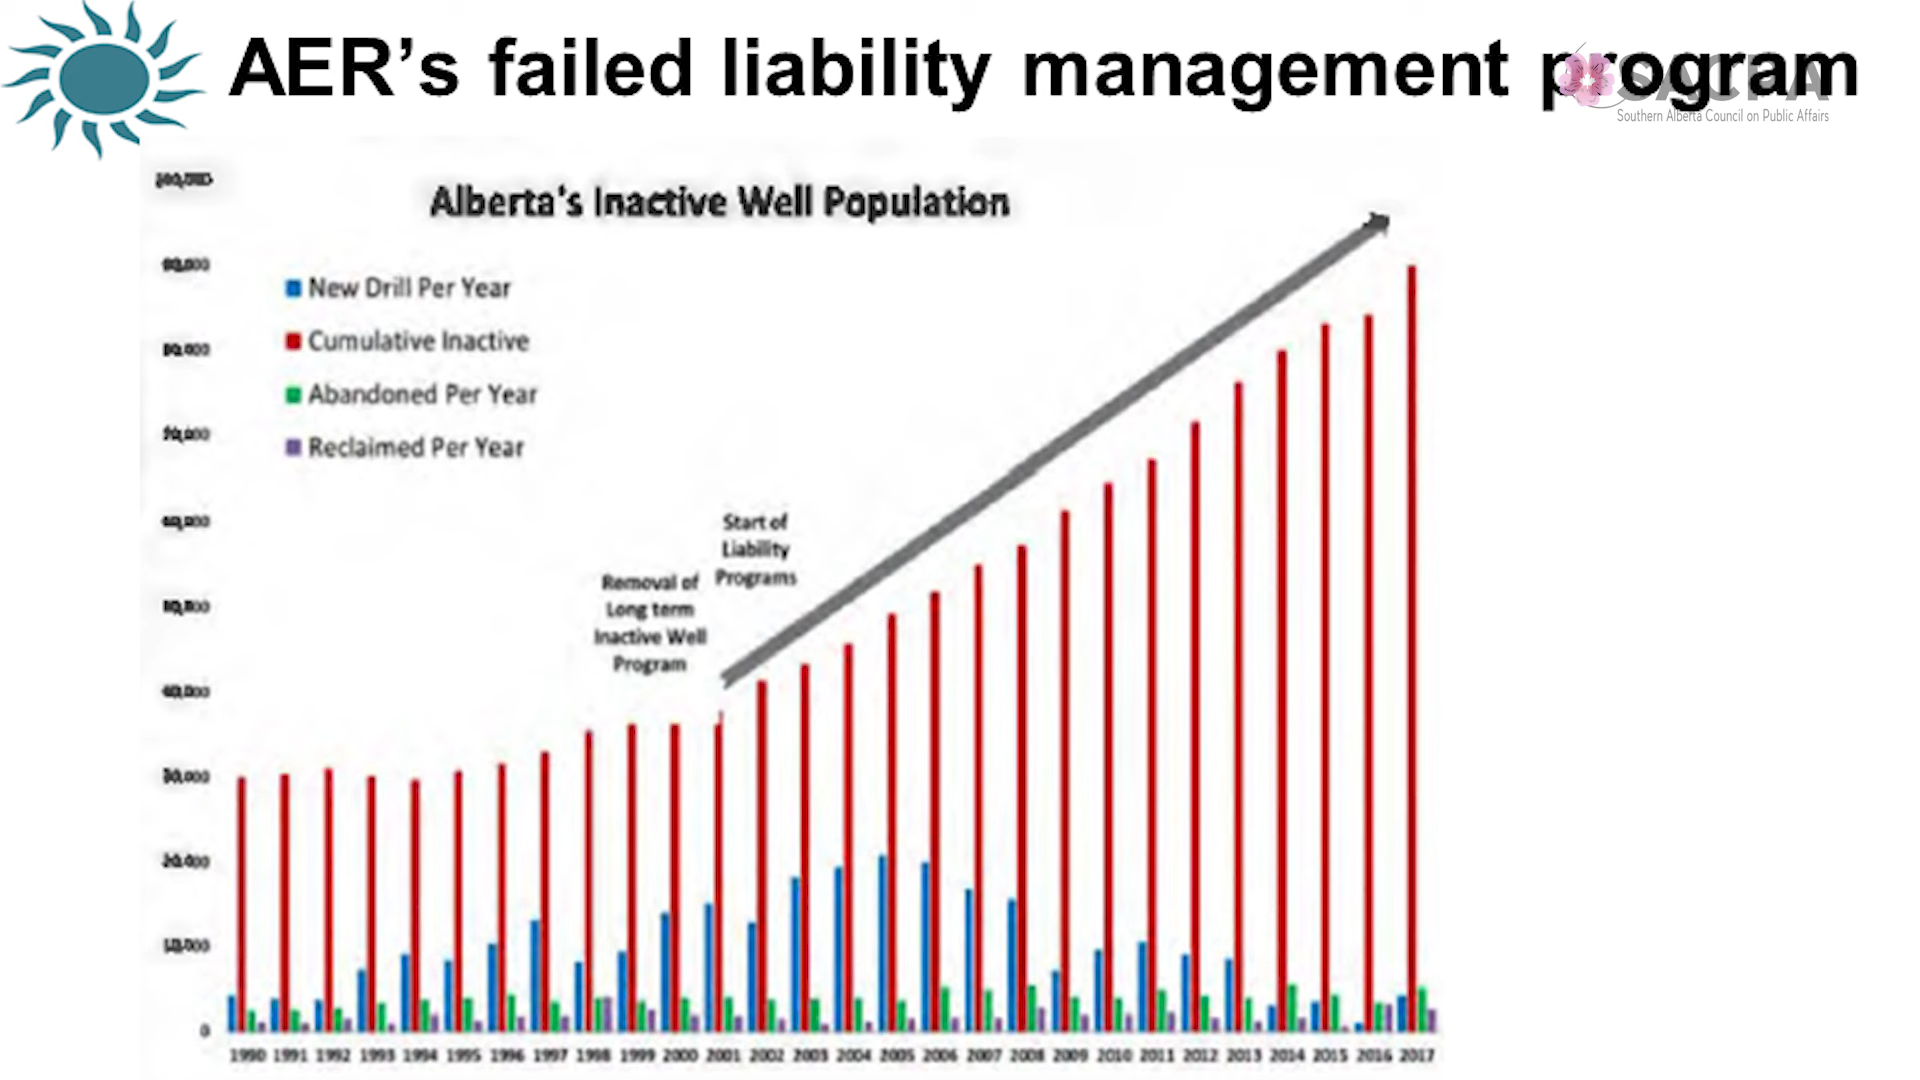 AER's failed liability management program
SACPA
Southern Alberta Council on Public Affairs
Alberta's Inactive Well Population
New Drill Per Year
Cumulative Inactive
Abandoned Per Year
Reclaimed Per Year
Start of
Liability
Programs
Removal of
Long term
Inactive Well
Program
0
1990 1991 1992 1993 1994 1995 1996 1997 1998 1999 2000 2001 2002 2003 2004 2005 2006 2007 2008 2009 2010 2011 2012 2013 2014 2015 2016 2017